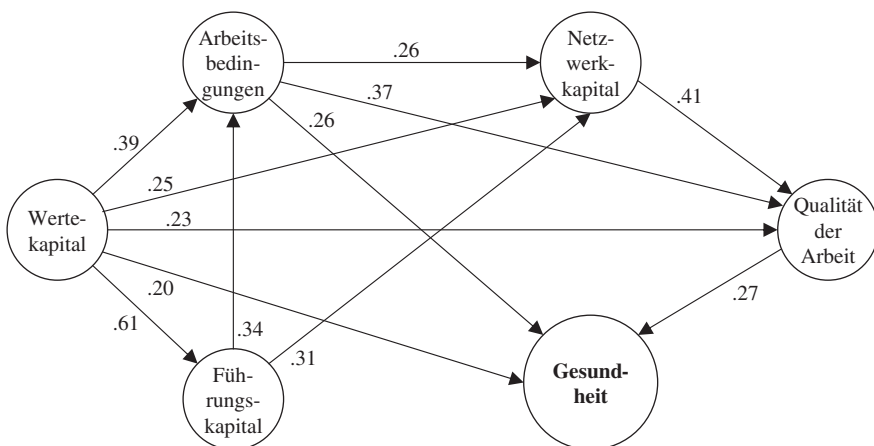 Arbeits-
bedin-
gungen
Netz-
werk-
kapital
.26
.37
.41
.26
.39
.25
Werte-
kapital
.23
Qualität
der
Arbeit
.20
.27
.61
.34
.31
Füh-
rungs-
kapital
Gesund-
heit